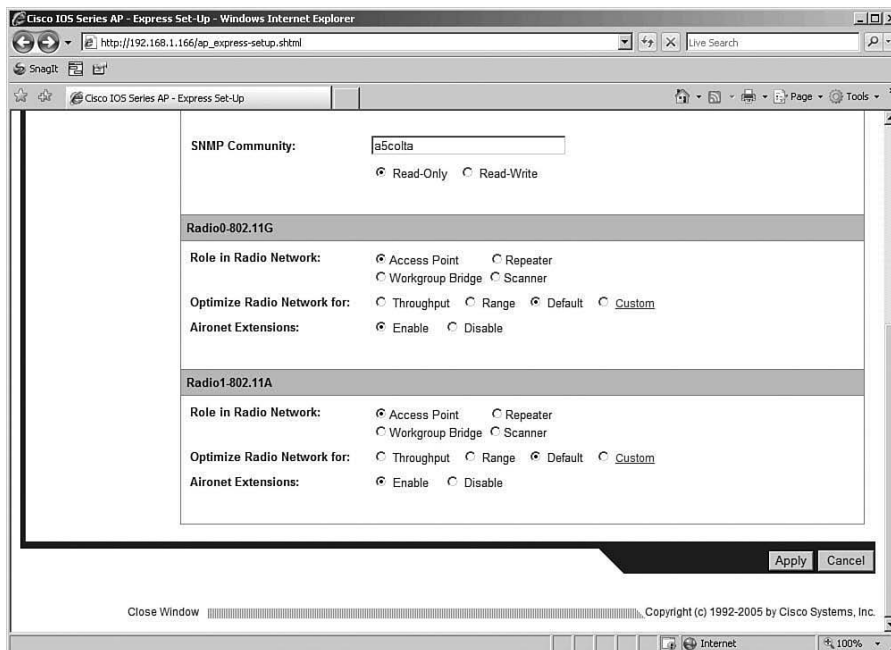 Cisco IOS Series AP - Express Set-Up - Windows Internet Explorer
http://192.168.1.166/ap_express-setup.shtml
Live Search
SnagIt
Cisco IOS Series AP - Express Set-Up
Page Tools
SNMP Community: a5colta
Read-Only Read-Write
Radio0-802.11G
Role in Radio Network: Access Point Repeater
Workgroup Bridge Scanner
Optimize Radio Network for: Throughput Range Default Custom
Aironet Extensions: Enable Disable
Radio1-802.11A
Role in Radio Network: Access Point Repeater
Workgroup Bridge Scanner
Optimize Radio Network for: Throughput Range Default Custom
Aironet Extensions: Enable Disable
Apply Cancel
Close Window Copyright (c) 1992-2005 by Cisco Systems, Inc.
Internet 100%